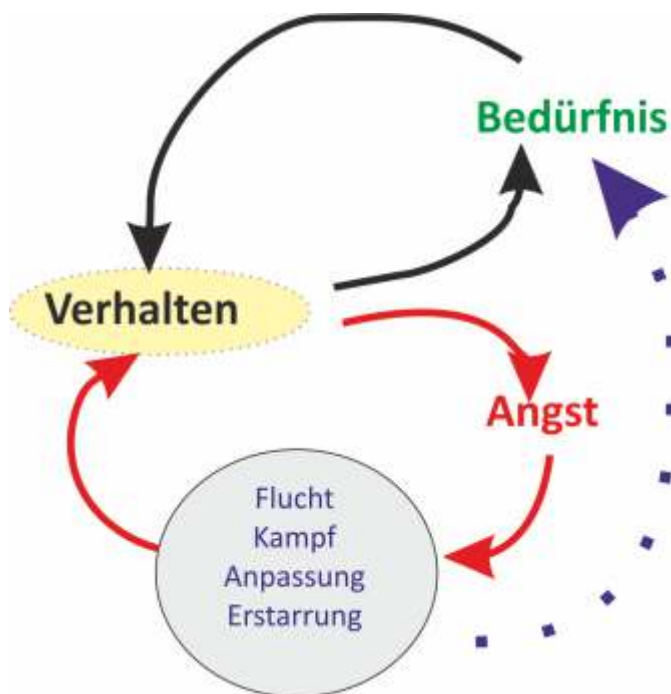 Bedürfnis
Verhalten
Angst
Flucht
Kampf
Anpassung
Erstarrung